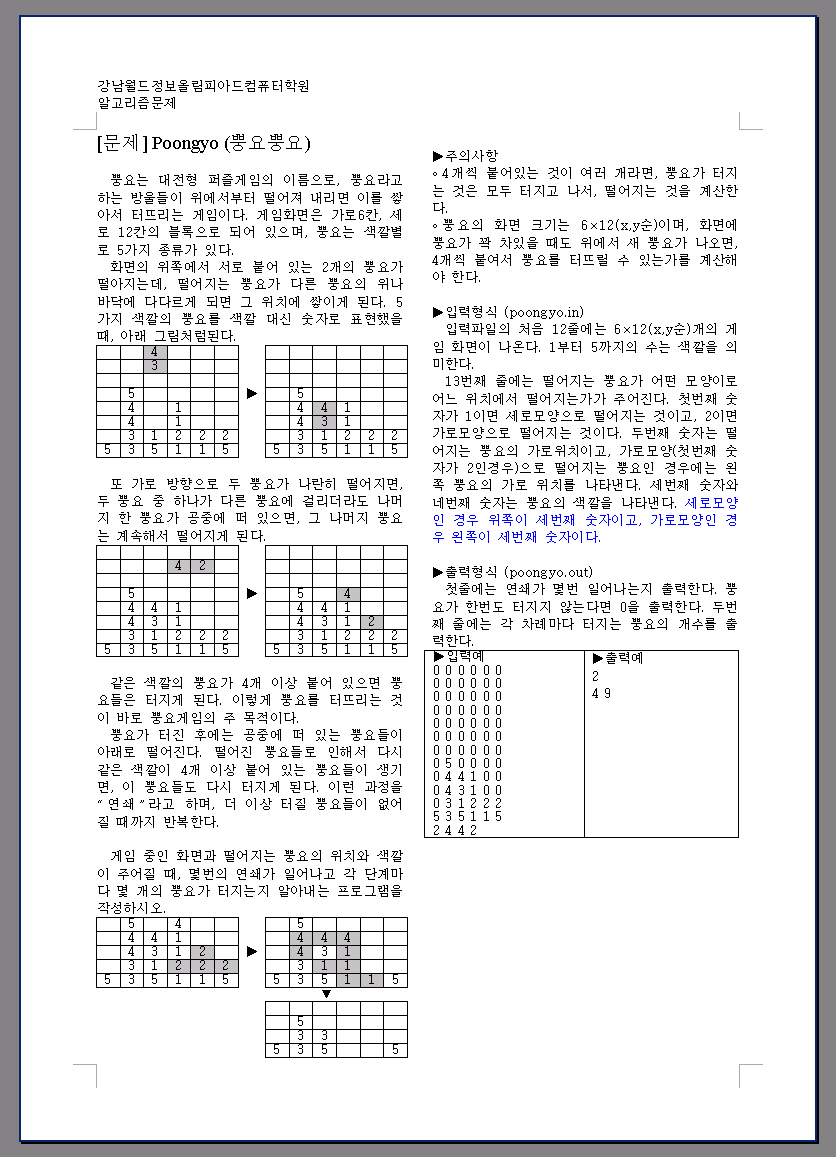 강남월드정보올림피아드컴퓨터학원
알고리즘문제
[문제] Poongyo (뿡요뿡요)
뿡요는 대전형 퍼즐게임의 이름으로, 뿡요라고
하는 방울들이 위에서부터 떨어져 내리면 이를 쌓
아서 터뜨리는 게임이다. 게임화면은 가로6칸, 세
로 12칸의 블록으로 되어 있으며, 뿡요는 색깔별
로 5가지 종류가 있다.
화면의 위쪽에서 서로 붙어 있는 2개의 뿡요가
떨아지는데, 떨어지는 뿡요가 다른 뿡요의 위나
바닥에 다다르게 되면 그 위치에 쌓이게 된다. 5
가지 색깔의 뿡요를 색깔 대신 숫자로 표현했을
때, 아래 그림처럼된다.
4
3
5
4 1
4 1
3 1 2 2 2
5 3 5 1 1 5
▶
5
4 4 1
4 3 1
3 1 2 2 2
5 3 5 1 1 5
또 가로 방향으로 두 뿡요가 나란히 떨어지면,
두 뿡요 중 하나가 다른 뿡요에 걸리더라도 나머
지 한 뿡요가 공중에 떠 있으면, 그 나머지 뿡요
는 계속해서 떨어지게 된다.
4 2
5
4 4 1
4 3 1
3 1 2 2 2
5 3 5 1 1 5
▶
5 4
4 4 1
4 3 1 2
3 1 2 2 2
5 3 5 1 1 5
같은 색깔의 뿡요가 4개 이상 붙어 있으면 뿡
요들은 터지게 된다. 이렇게 뿡요를 터뜨리는 것
이 바로 뿡요게임의 주 목적이다.
뿡요가 터진 후에는 공중에 떠 있는 뿡요들이
아래로 떨어진다. 떨어진 뿡요들로 인해서 다시
같은 색깔이 4개 이상 붙어 있는 뿡요들이 생기
면, 이 뿡요들도 다시 터지게 된다. 이런 과정을
“연쇄”라고 하며, 더 이상 터질 뿡요들이 없어
질 때까지 반복한다.
게임 중인 화면과 떨어지는 뿡요의 위치와 색깔
이 주어질 때, 몇번의 연쇄가 일어나고 각 단계마
다 몇 개의 뿡요가 터지는지 알아내는 프로그램을
작성하시오.
5 4
4 4 1
4 3 1 2
3 1 2 2 2
5 3 5 1 1 5
▶
5
4 4 4
4 3 1
3 1 1
5 3 5 1 1 5
▼
5
3 3
5 3 5 5
▶주의사항
◦4개씩 붙어있는 것이 여러 개라면, 뿡요가 터지
는 것은 모두 터지고 나서, 떨어지는 것을 계산한
다.
◦뿡요의 화면 크기는 6×12(x,y순)이며, 화면에
뿡요가 꽉 차있을 때도 위에서 새 뿡요가 나오면,
4개씩 붙여서 뿡요를 터뜨릴 수 있는가를 계산해
야 한다.
▶입력형식 (poongyo.in)
입력파일의 처음 12줄에는 6×12(x,y순)개의 게
임 화면이 나온다. 1부터 5까지의 수는 색깔을 의
미한다.
13번째 줄에는 떨어지는 뿡요가 어떤 모양이로
어느 위치에서 떨어지는가가 주어진다. 첫번째 숫
자가 1이면 세로모양으로 떨어지는 것이고, 2이면
가로모양으로 떨어지는 것이다. 두번째 숫자는 떨
어지는 뿡요의 가로위치이고, 가로모양(첫번째 숫
자가 2인경우)으로 떨어지는 뿡요인 경우에는 왼
쪽 뿡요의 가로 위치를 나타낸다. 세번째 숫자와
네번째 숫자는 뿡요의 색깔을 나타낸다. 세로모양
인 경우 위쪽이 세번째 숫자이고, 가로모양인 경
우 왼쪽이 세번째 숫자이다.
▶출력형식 (poongyo.out)
첫줄에는 연쇄가 몇번 일어나는지 출력한다. 뿡
요가 한번도 터지지 않는다면 0을 출력한다. 두번
째 줄에는 각 차례마다 터지는 뿡요의 개수를 출
력한다.
▶입력예
0 0 0 0 0 0
0 0 0 0 0 0
0 0 0 0 0 0
0 0 0 0 0 0
0 0 0 0 0 0
0 0 0 0 0 0
0 0 0 0 0 0
0 5 0 0 0 0
0 4 4 1 0 0
0 4 3 1 0 0
0 3 1 2 2 2
5 3 5 1 1 5
2 4 4 2
▶출력예
2
4 9